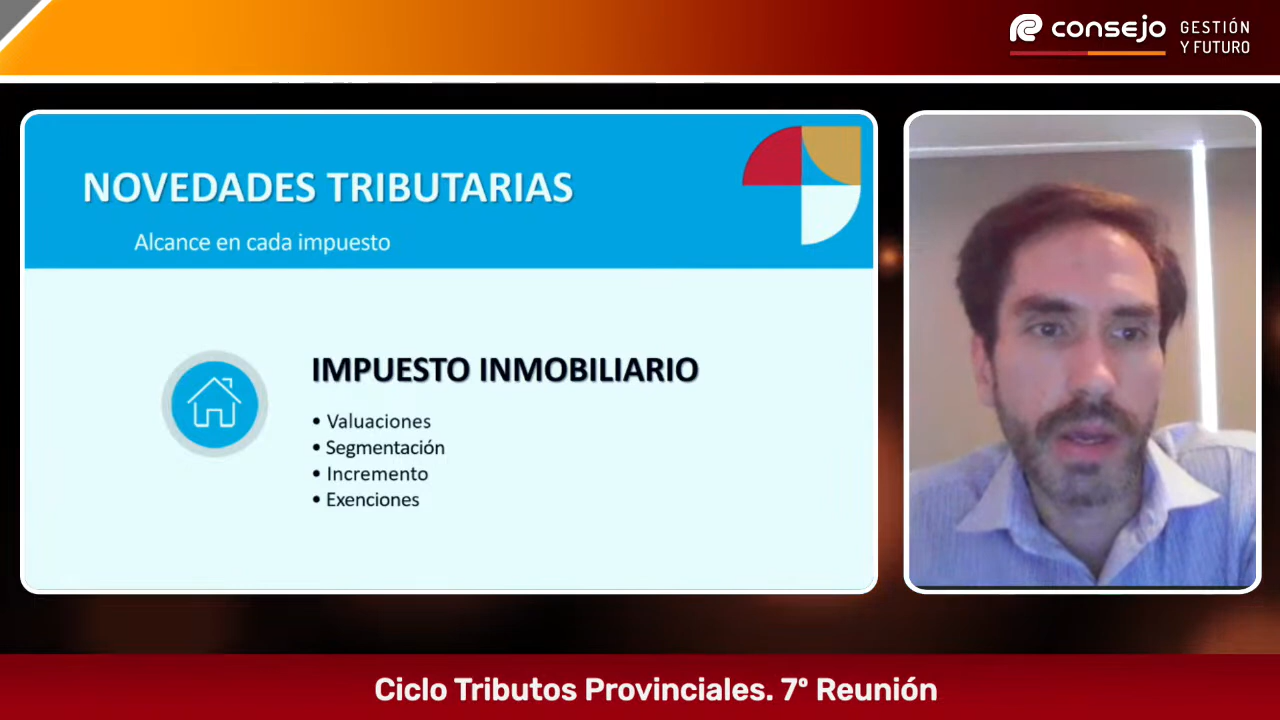 consejo
GESTIÓN
Y FUTURO
NOVEDADES TRIBUTARIAS
Alcance en cada impuesto
IMPUESTO INMOBILIARIO
• Valuaciones
• Segmentación
• Incremento
• Exenciones
Ciclo Tributos Provinciales. 7º Reunión